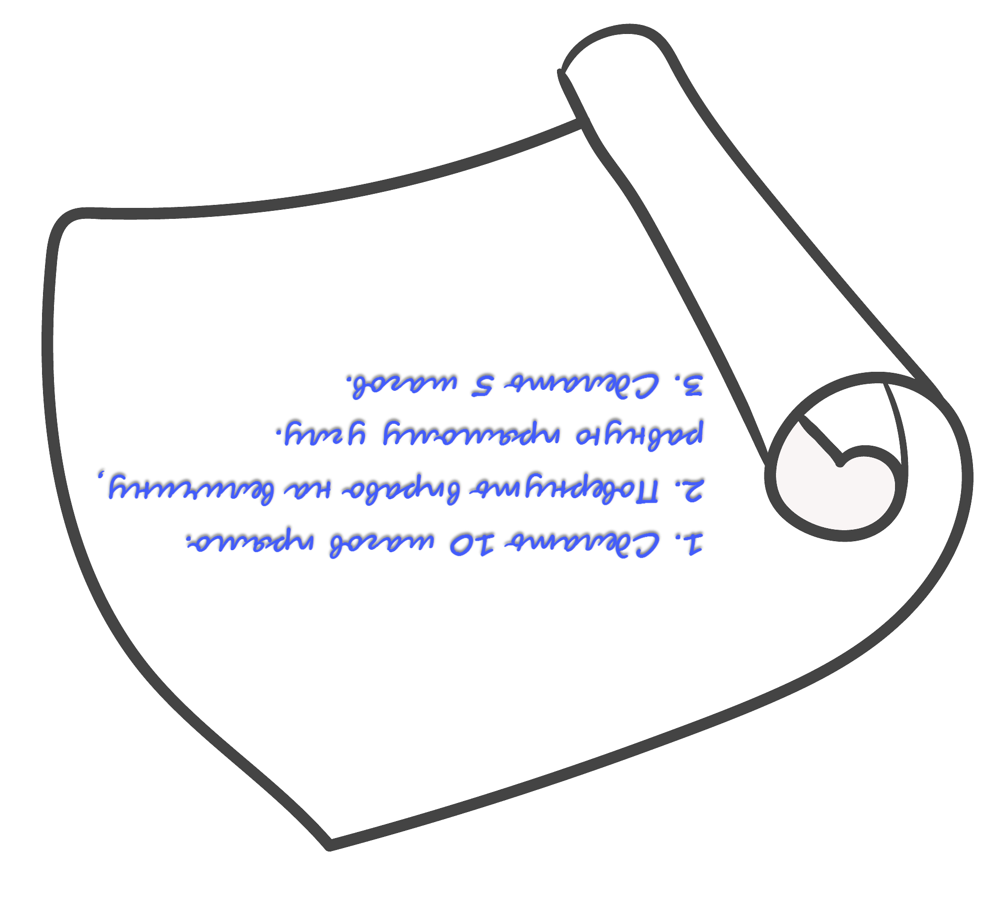 1. Сделать 10 шагов прямо.
2. Повернуть вправо на величину,
равную прямому углу.
3. Сделать 5 шагов.